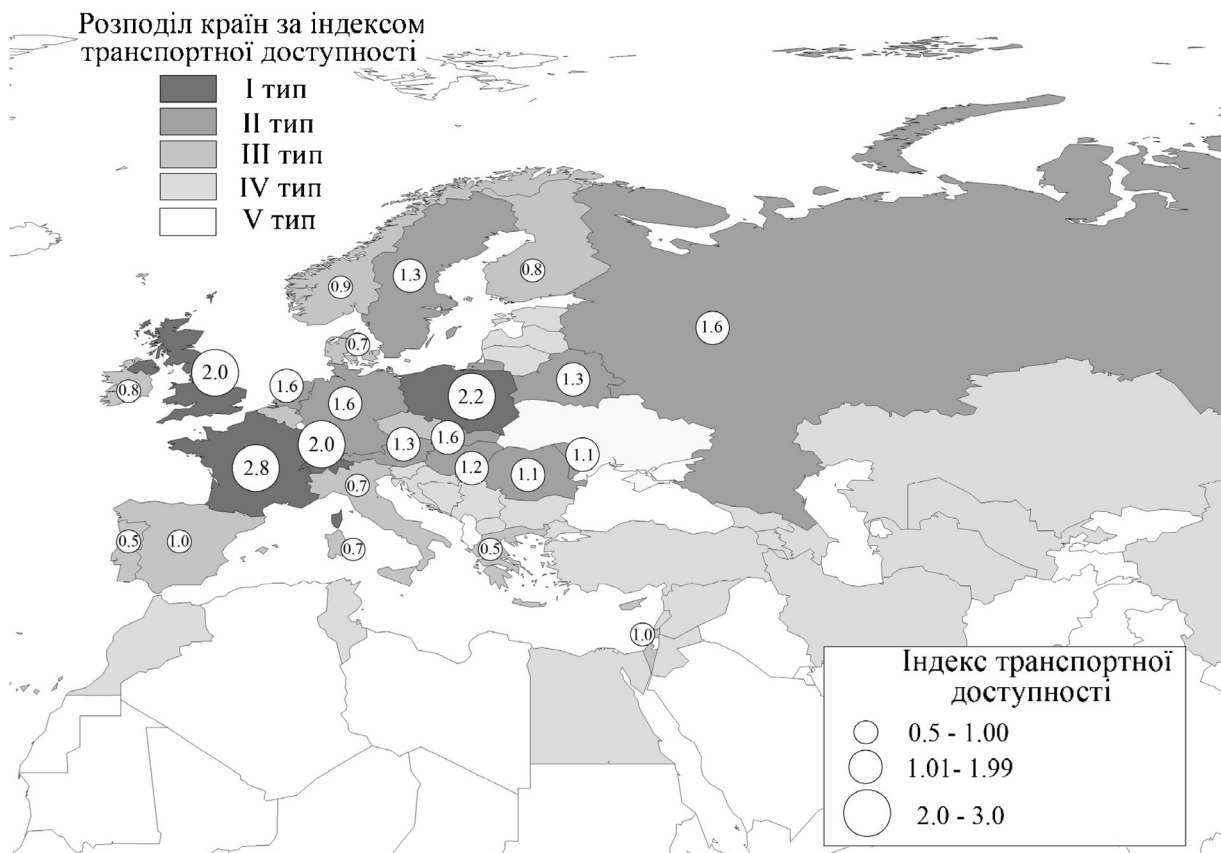 Розподіл країн за індексом
транспортної доступності
I тип
II тип
III тип
IV тип
V тип
0.9
1.3
0.8
1.6
0.7
2.0
0.8
1.6
1.6
2.2
1.3
2.8
2.0
1.3
1.6
1.2
1.1
1.1
0.7
0.5
1.0
0.7
0.5
1.0
Індекс транспортної
доступності
0.5 - 1.00
1.01- 1.99
2.0 - 3.0